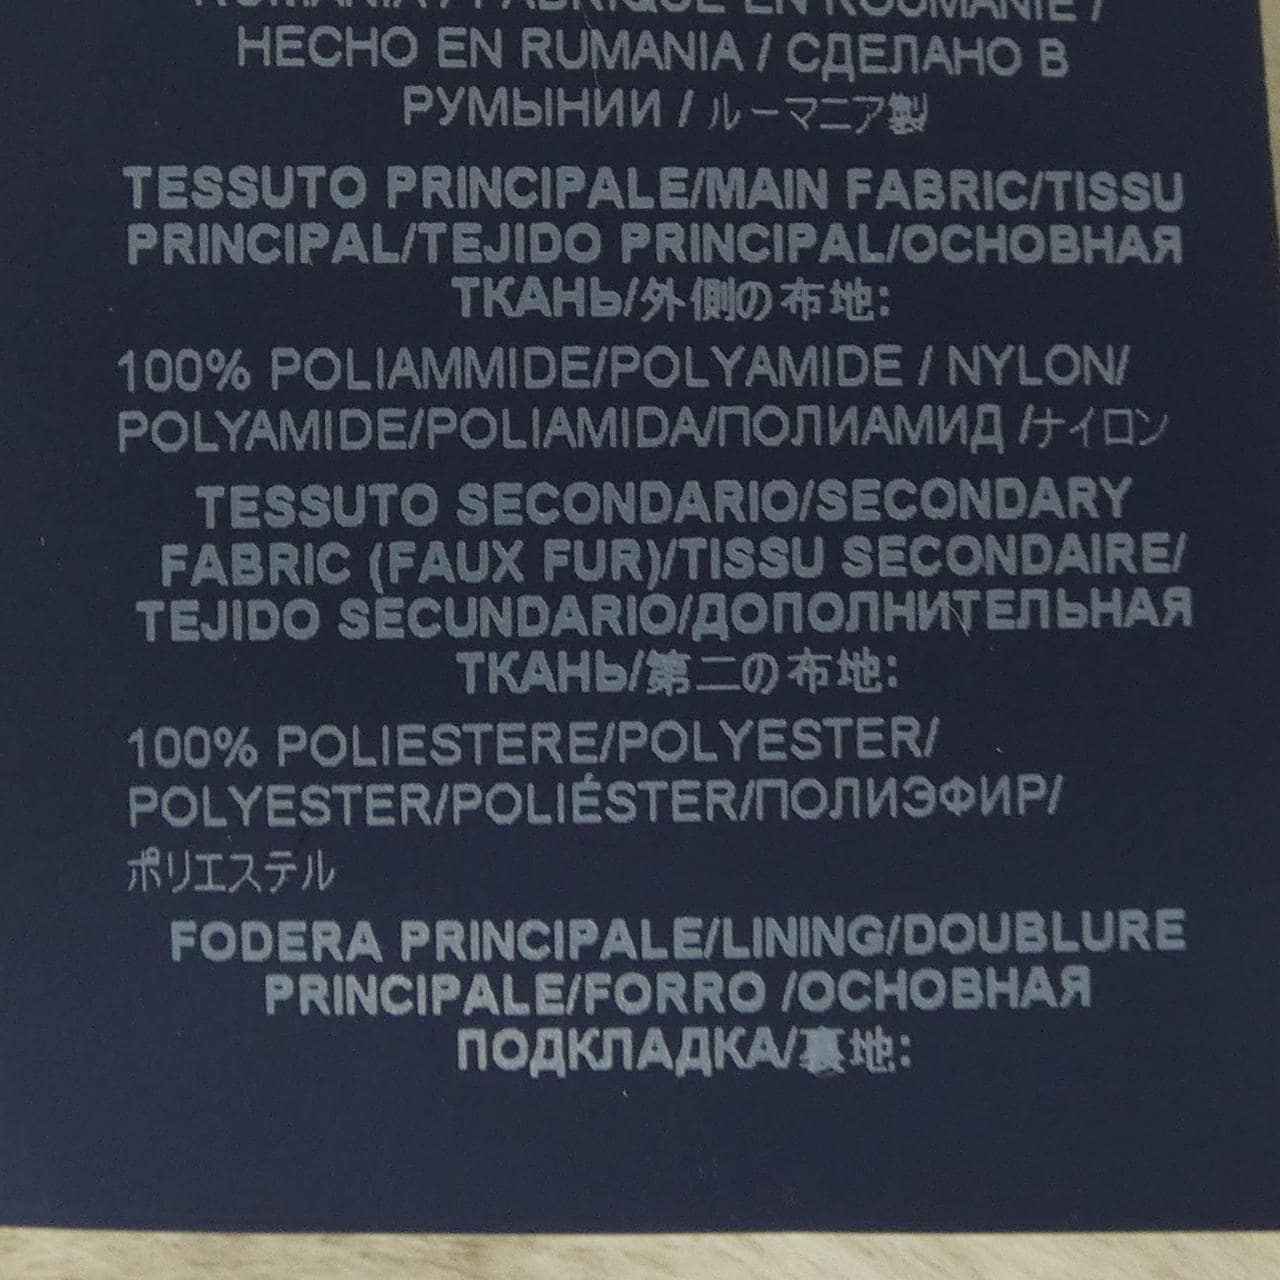 ROMANIA / FABRIQUÉ EN ROUMANIE /
HECHO EN RUMANIA / СДЕЛАНО В
РУМЫНИИ / ルーマニア製
TESSUTO PRINCIPALE/MAIN FABRIC/TISSU
PRINCIPAL/TEJIDO PRINCIPAL/ОСНОВНАЯ
ТКАНЬ/外側の布地:
100% POLIAMMIDE/POLYAMIDE / NYLON/
POLYAMIDE/POLIAMIDA/ПОЛИАМИД /ナイロン
TESSUTO SECONDARIO/SECONDARY
FABRIC (FAUX FUR)/TISSU SECONDAIRE/
TEJIDO SECUNDARIO/ДОПОЛНИТЕЛЬНАЯ
ТКАНЬ/第二の布地:
100% POLIESTERE/POLYESTER/
POLYESTER/POLIÉSTER/ПОЛИЭФИР/
ポリエステル
FODERA PRINCIPALE/LINING/DOUBLURE
PRINCIPALE/FORRO /ОСНОВНАЯ
ПОДКЛАДКА/裏地: